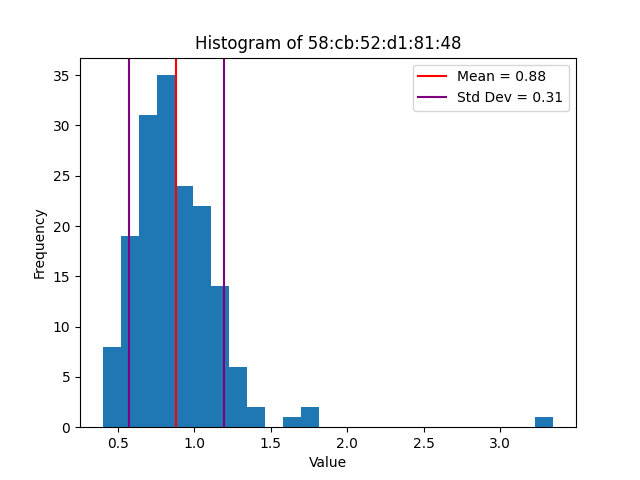 Histogram of 58:cb:52:d1:81:48
Mean = 0.88
Std Dev = 0.31
Frequency
35
30
25
20
15
10
5
0
0.5 1.0 1.5 2.0 2.5 3.0
Value